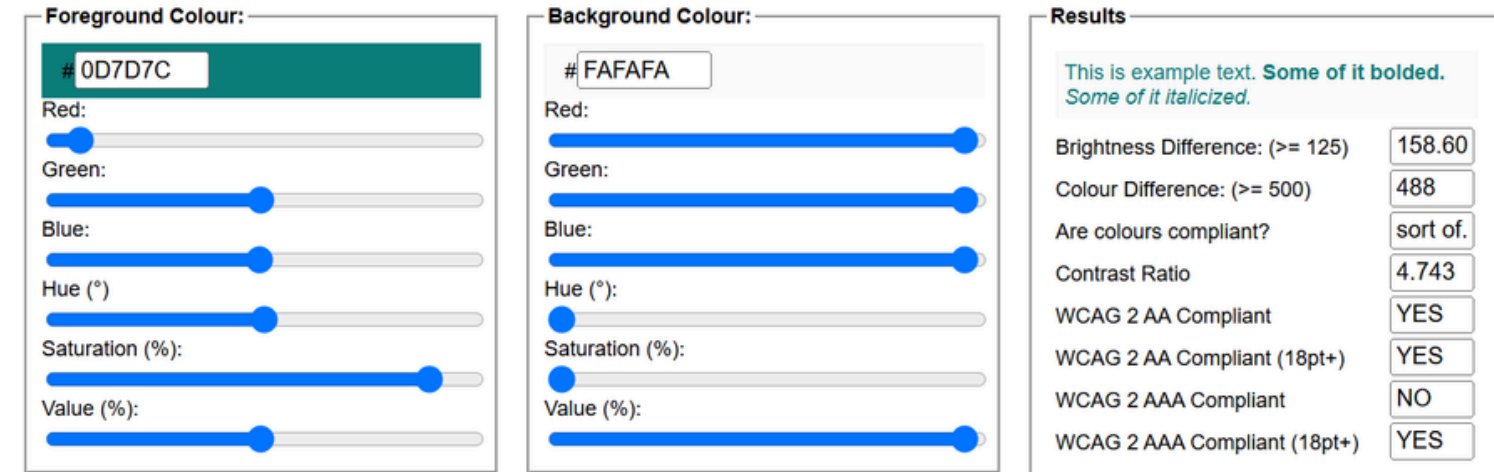 Foreground Colour:
# 0D7D7C
Red:
Green:
Blue:
Hue (°)
Saturation (%):
Value (%):
Background Colour:
# FAFAFA
Red:
Green:
Blue:
Hue (°):
Saturation (%):
Value (%):
Results
This is example text. Some of it bolded.
Some of it italicized.
Brightness Difference: (>= 125) 158.60
Colour Difference: (>= 500) 488
Are colours compliant? sort of.
Contrast Ratio 4.743
WCAG 2 AA Compliant YES
WCAG 2 AA Compliant (18pt+) YES
WCAG 2 AAA Compliant NO
WCAG 2 AAA Compliant (18pt+) YES